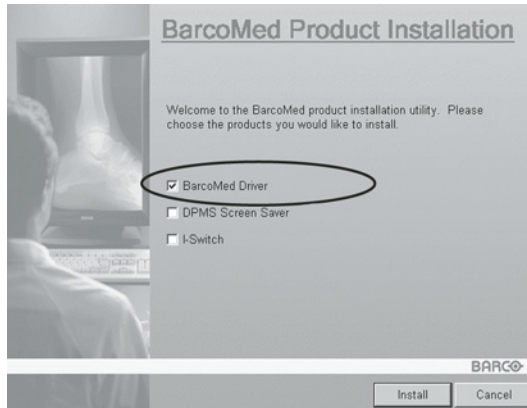 BarcoMed Product Installation
Welcome to the BarcoMed product installation utility. Please
choose the products you would like to install.
BarcoMed Driver
DPMS Screen Saver
I-Switch
BARCO
Install
Cancel